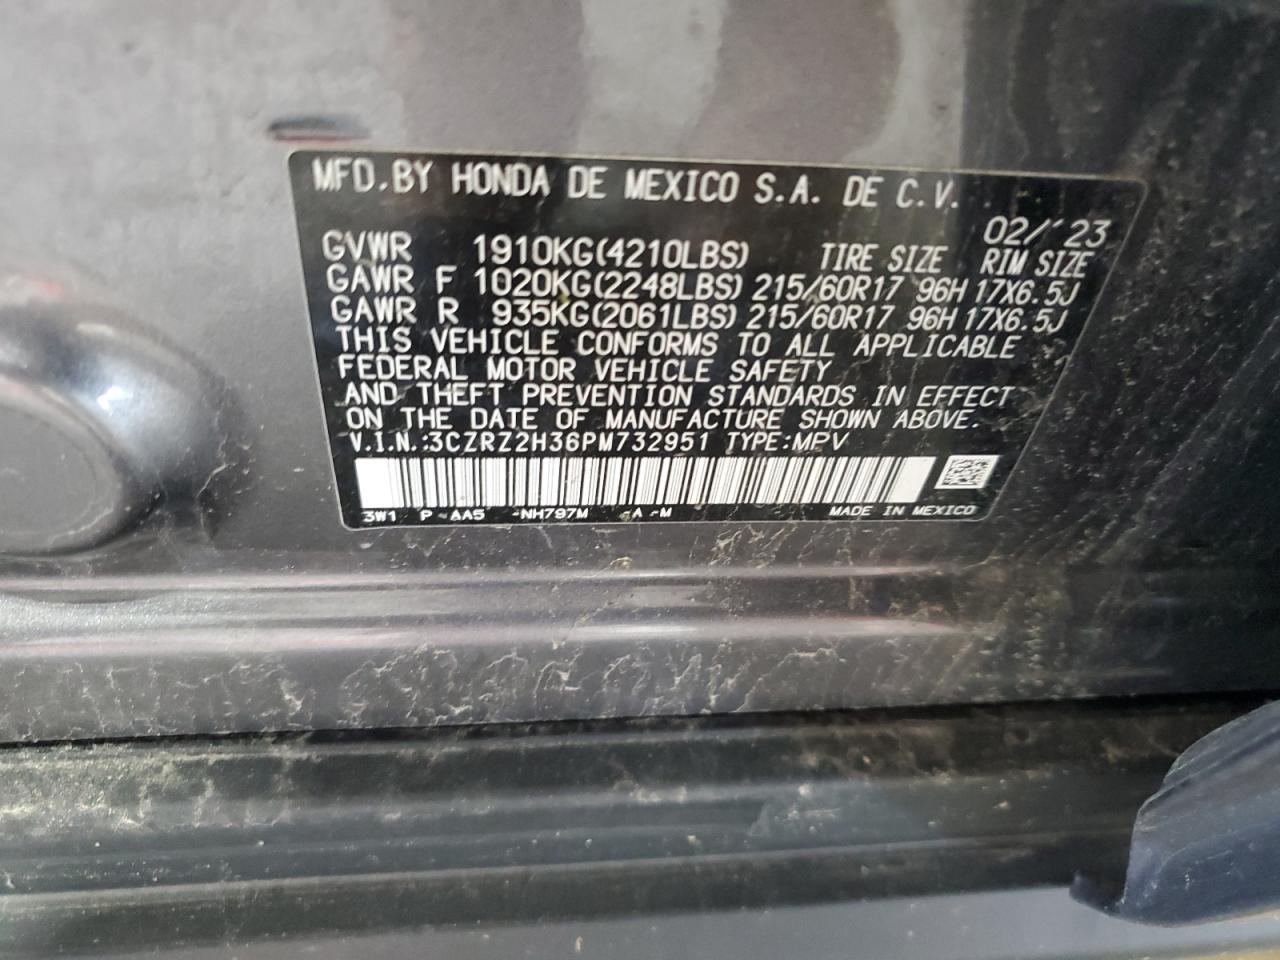 MFD.BY HONDA DE MEXICO S.A. DE C.V.
02/'23
GVWR 1910KG(4210LBS) TIRE SIZE RIM SIZE
GAWR F 1020KG(2248LBS) 215/60R17 96H 17X6.5J
GAWR R 935KG(2061LBS) 215/60R17 96H 17X6.5J
THIS VEHICLE CONFORMS TO ALL APPLICABLE
FEDERAL MOTOR VEHICLE SAFETY
AND THEFT PREVENTION STANDARDS IN EFFECT
ON THE DATE OF MANUFACTURE SHOWN ABOVE.
V.I.N.:3CZRZ2H36PM732951 TYPE:MPV
3W1 P-AA5 -NH797M -A -M MADE IN MEXICO